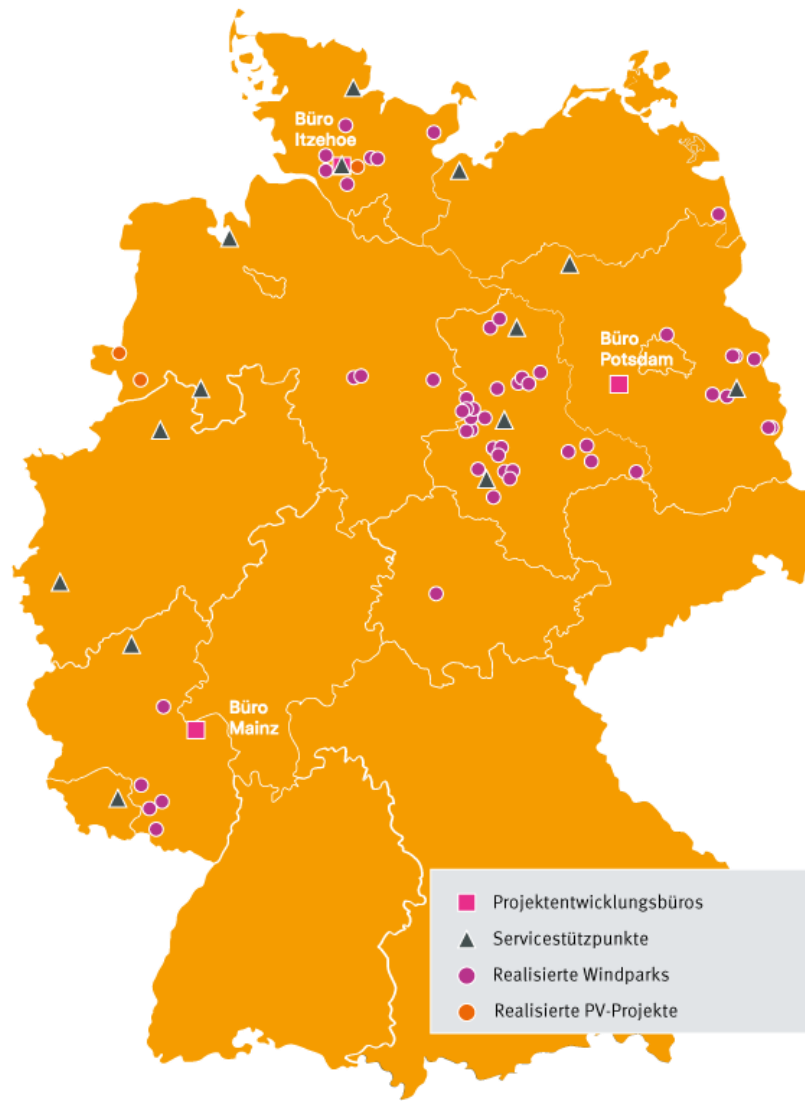 Büro
Itzehoe
Büro
Potsdam
Büro
Mainz
Projektentwicklungsbüros
Servicestützpunkte
Realisierte Windparks
Realisierte PV-Projekte